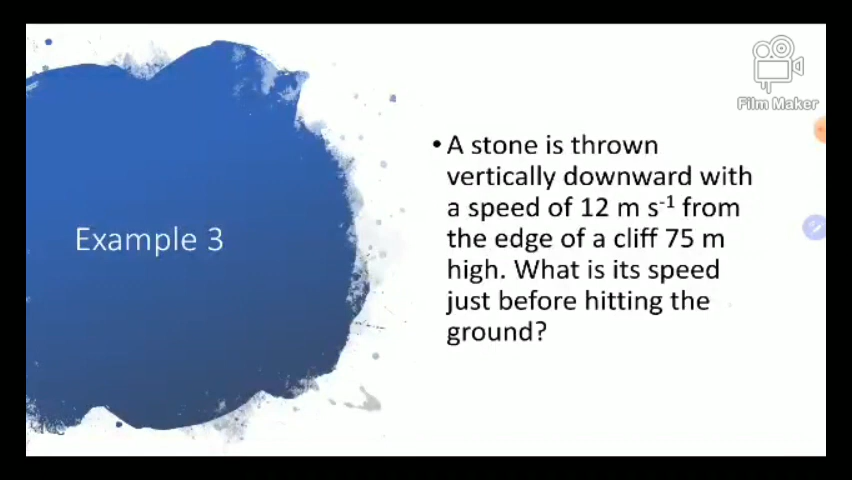 Film Maker
Example 3
• A stone is thrown
vertically downward with
a speed of 12 m s⁻¹ from
the edge of a cliff 75 m
high. What is its speed
just before hitting the
ground?